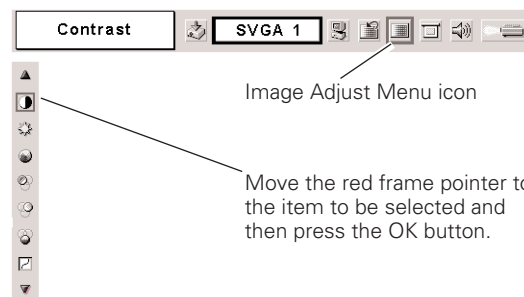 Contrast
SVGA 1
Image Adjust Menu icon
Move the red frame pointer to
the item to be selected and
then press the OK button.